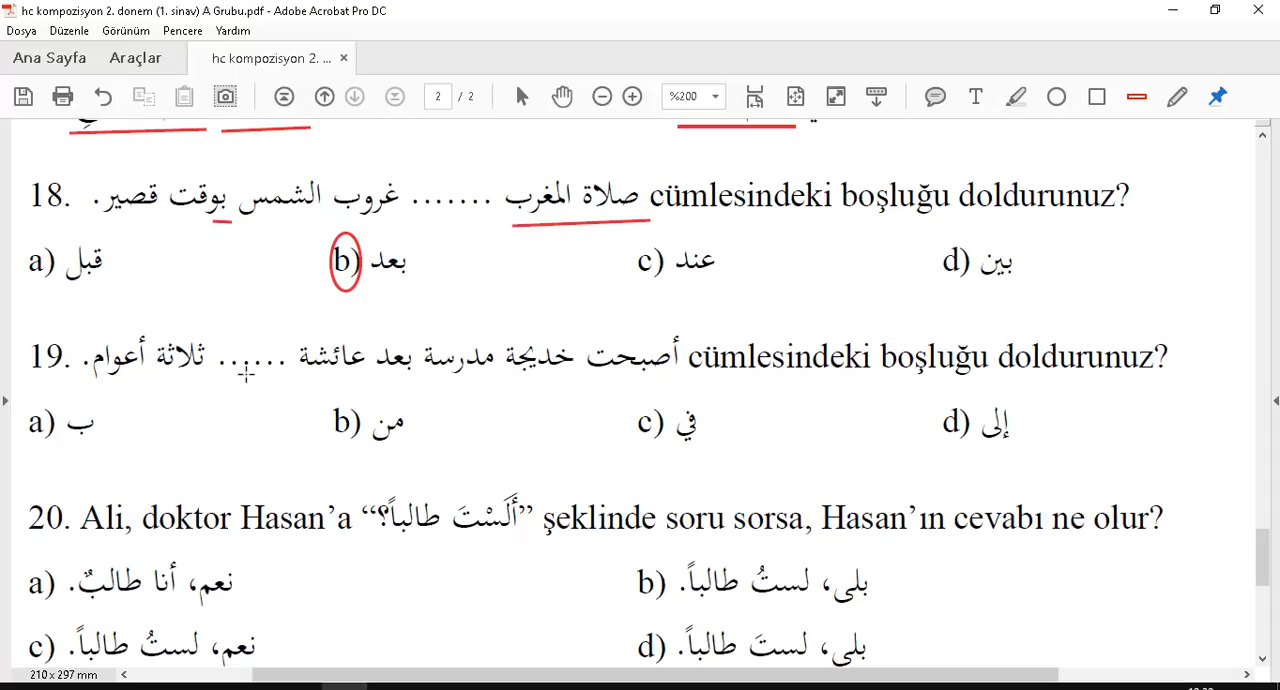 hc kompozisyon 2. donem (1. sinav) A Grubu.pdf - Adobe Acrobat Pro DC
Dosya Düzenle Görünüm Pencere Yardım
Ana Sayfa Araçlar hc kompozisyon 2. ... ×
2 / 2 %200
18. صلاة المغرب ....... غروب الشمس بوقت قصير. cümlesindeki boşluğu doldurunuz?
a) قبل b) بعد c) عند d) بين
19. أصبحت خديجة مدرسة بعد عائشة ...... ثلاثة أعوام. cümlesindeki boşluğu doldurunuz?
a) ب b) من c) في d) إلى
20. Ali, doktor Hasan’a “أَلَسْتَ طالباً؟” şeklinde soru sorsa, Hasan’ın cevabı ne olur?
a) نعم، أنا طالبٌ. b) بلى، لستُ طالباً.
c) نعم، لستُ طالباً. d) بلى، لستَ طالباً.
210 x 297 mm